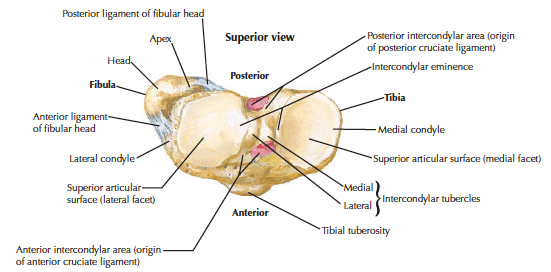 Posterior ligament of fibular head
Apex
Superior view
Posterior intercondylar area (origin
of posterior cruciate ligament)
Head
Intercondylar eminence
Posterior
Fibula
Tibia
Anterior ligament
of fibular head
Medial condyle
Lateral condyle
Superior articular surface (medial facet)
Superior articular
surface (lateral facet)
Medial
Lateral
Intercondylar tubercles
Anterior
Tibial tuberosity
Anterior intercondylar area (origin
of anterior cruciate ligament)